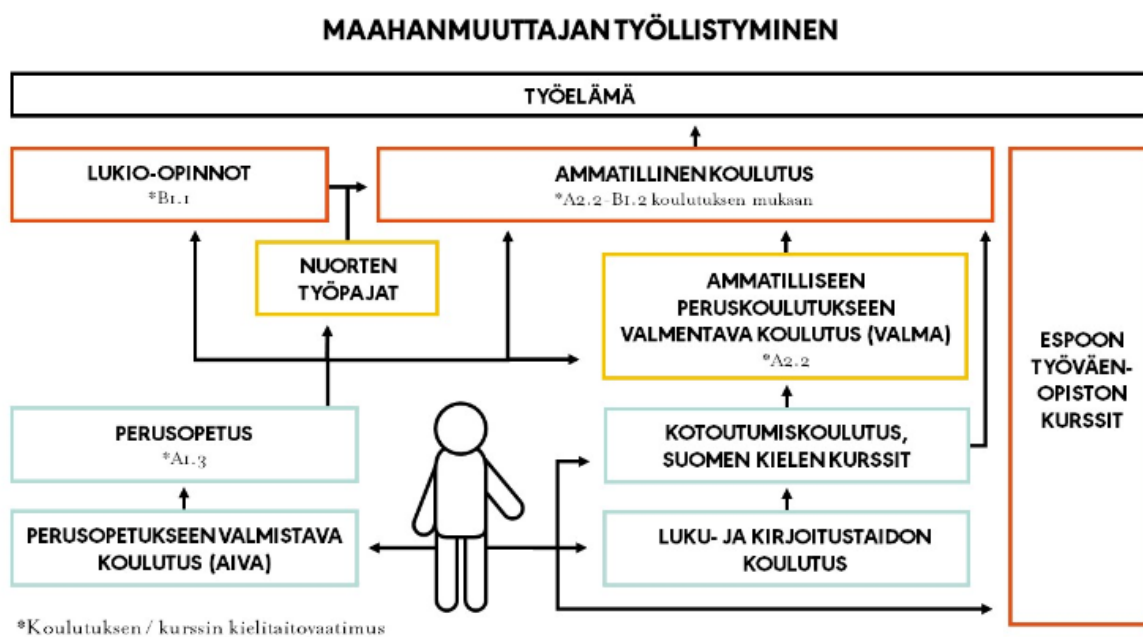 MAAHANMUUTTAJAN TYÖLLISTYMINEN
TYÖELÄMÄ
LUKIO-OPINNOT
*B1.1
AMMATILLINEN KOULUTUS
*A2.2-B1.2 koulutuksen mukaan
NUORTEN
TYÖPAJAT
AMMATILLISEEN
PERUSKOULUTUKSEEN
VALMENTAVA KOULUTUS (VALMA)
*A2.2
ESPOON
TYÖVÄEN-
OPISTON
KURSSIT
PERUSOPETUS
*A1.3
KOTOUTUMISKOULUTUS,
SUOMEN KIELEN KURSSIT
PERUSOPETUKSEEN VALMISTAVA
KOULUTUS (AIVA)
LUKU- JA KIRJOITUSTAIDON
KOULUTUS
*Koulutuksen / kurssin kielitaitovaatimus